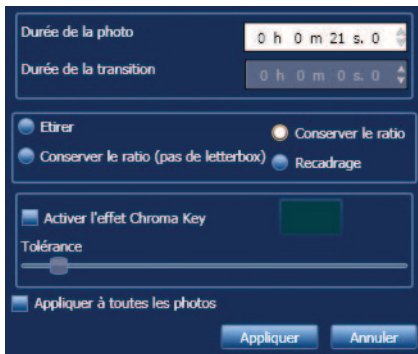 Durée de la photo 0 h 0 m 21 s. 0
Durée de la transition 0 h 0 m 0 s. 0
Etirer Conserver le ratio
Conserver le ratio (pas de letterbox) Recadrage
Activer l'effet Chroma Key
Tolérance
Appliquer à toutes les photos
Appliquer Annuler